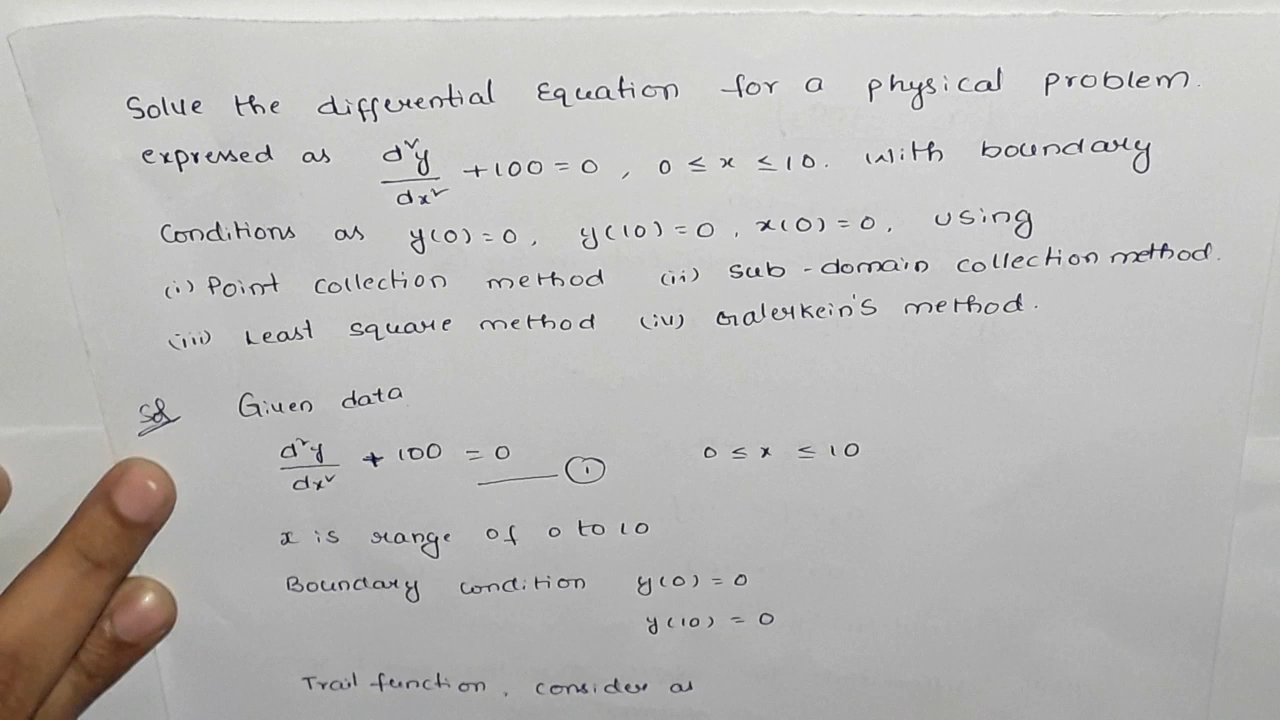 Solve the differential Equation for a physical problem.
expressed as d²y/dx² + 100 = 0 , 0 ≤ x ≤ 10. With boundary
Conditions as y(0) = 0, y(10) = 0, x(0) = 0, using
(i) Point collection method (ii) Sub-domain collection method.
(iii) Least square method (iv) Galerkein's method.
Sol Given data
d²y/dx² + 100 = 0 ① 0 ≤ x ≤ 10
x is range of 0 to 10
Boundary condition y(0) = 0
y(10) = 0
Trail function, consider as